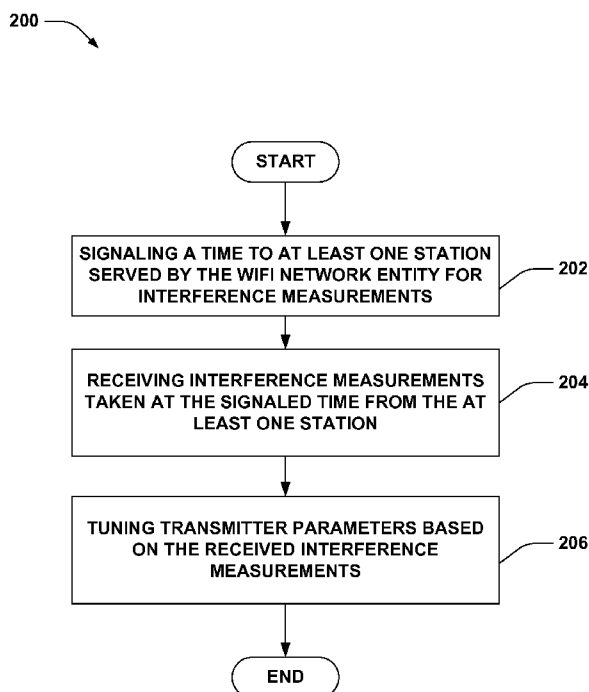 200
START
SIGNALING A TIME TO AT LEAST ONE STATION
SERVED BY THE WIFI NETWORK ENTITY FOR
INTERFERENCE MEASUREMENTS
202
RECEIVING INTERFERENCE MEASUREMENTS
TAKEN AT THE SIGNALED TIME FROM THE AT
LEAST ONE STATION
204
TUNING TRANSMITTER PARAMETERS BASED
ON THE RECEIVED INTERFERENCE
MEASUREMENTS
206
END